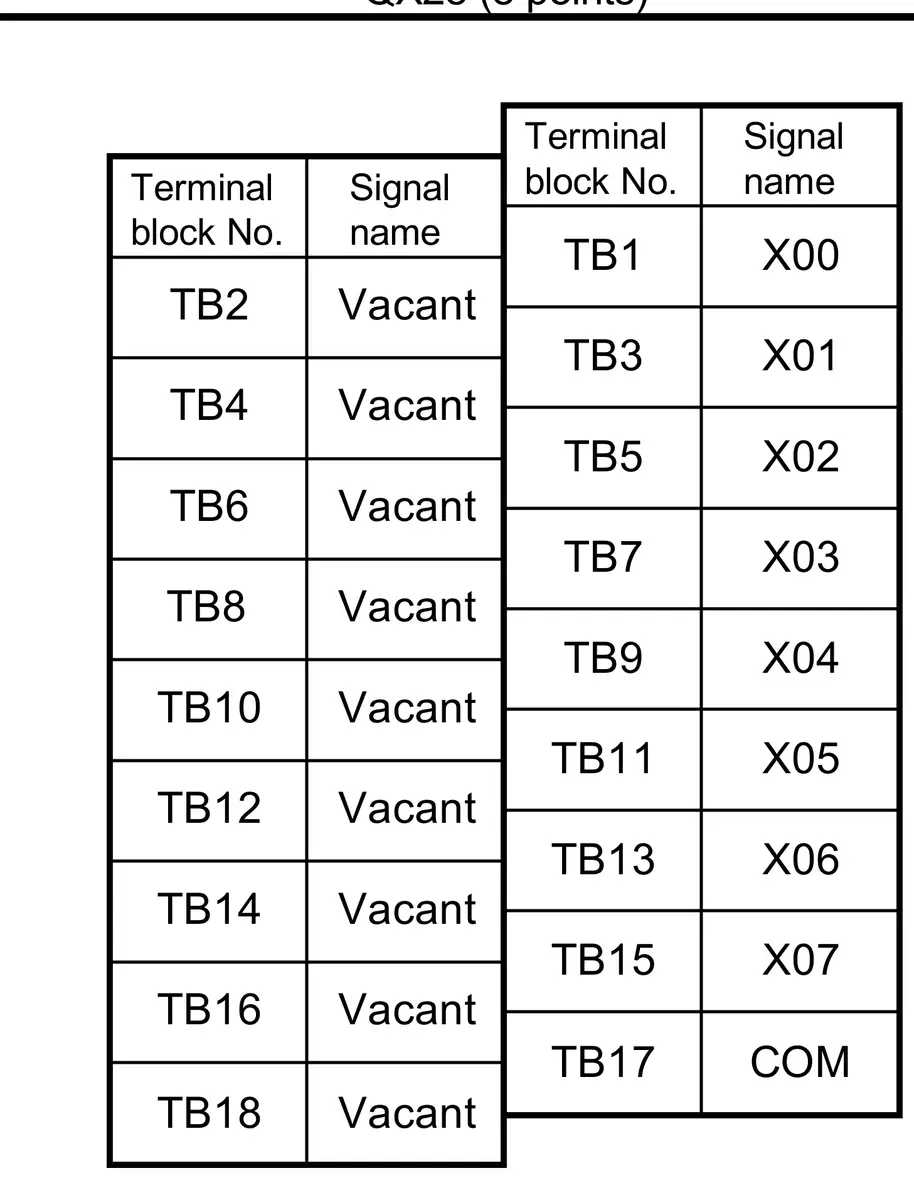 Terminal
block No.
Signal
name
TB2 Vacant
TB4 Vacant
TB6 Vacant
TB8 Vacant
TB10 Vacant
TB12 Vacant
TB14 Vacant
TB16 Vacant
TB18 Vacant
Terminal
block No.
Signal
name
TB1 X00
TB3 X01
TB5 X02
TB7 X03
TB9 X04
TB11 X05
TB13 X06
TB15 X07
TB17 COM